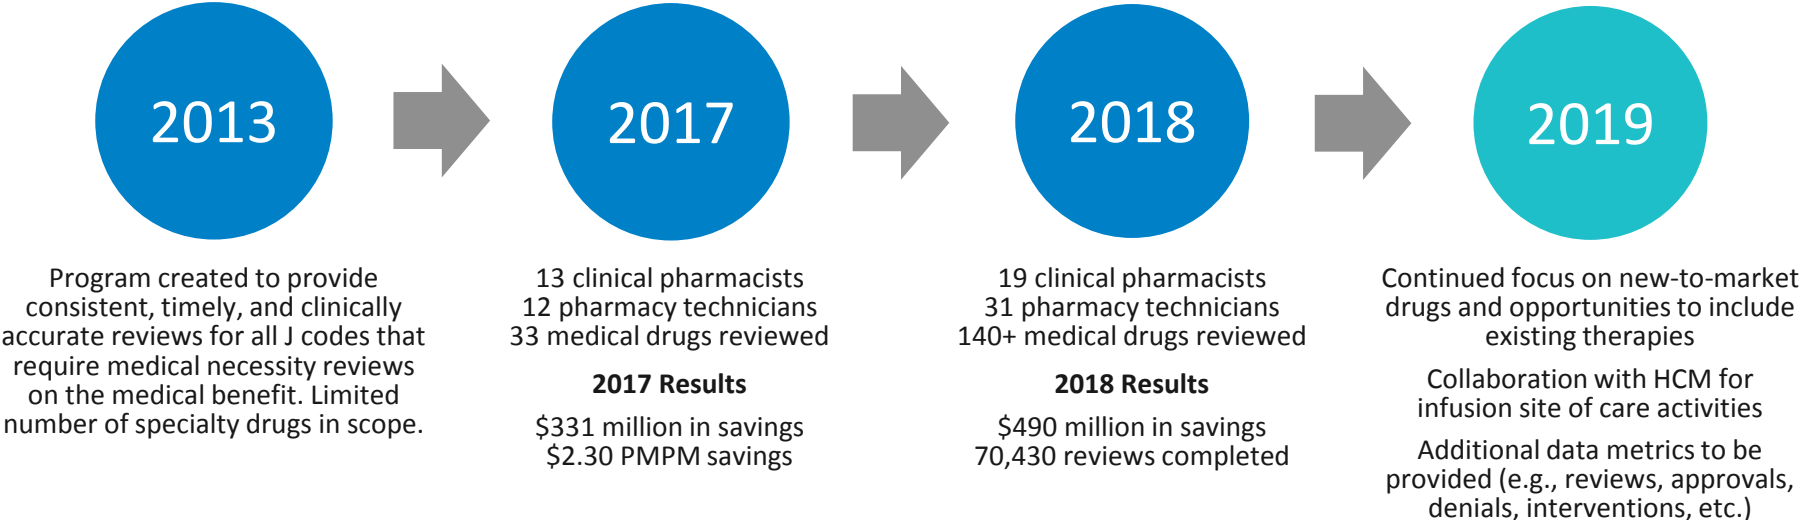 2013
Program created to provide
consistent, timely, and clinically
accurate reviews for all J codes that
require medical necessity reviews
on the medical benefit. Limited
number of specialty drugs in scope.
2017
13 clinical pharmacists
12 pharmacy technicians
33 medical drugs reviewed
2017 Results
$331 million in savings
$2.30 PMPM savings
2018
19 clinical pharmacists
31 pharmacy technicians
140+ medical drugs reviewed
2018 Results
$490 million in savings
70,430 reviews completed
2019
Continued focus on new-to-market
drugs and opportunities to include
existing therapies
Collaboration with HCM for
infusion site of care activities
Additional data metrics to be
provided (e.g., reviews, approvals,
denials, interventions, etc.)